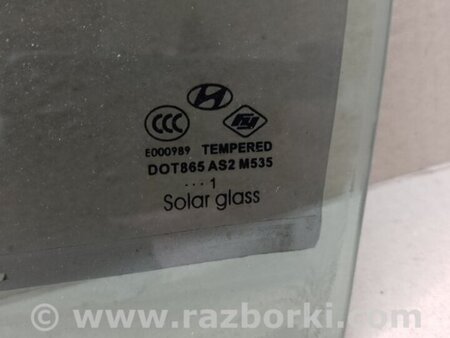 CCC
E000989 TEMPERED
DOT865 AS2 M535
... 1
Solar glass
© www.razborki.com